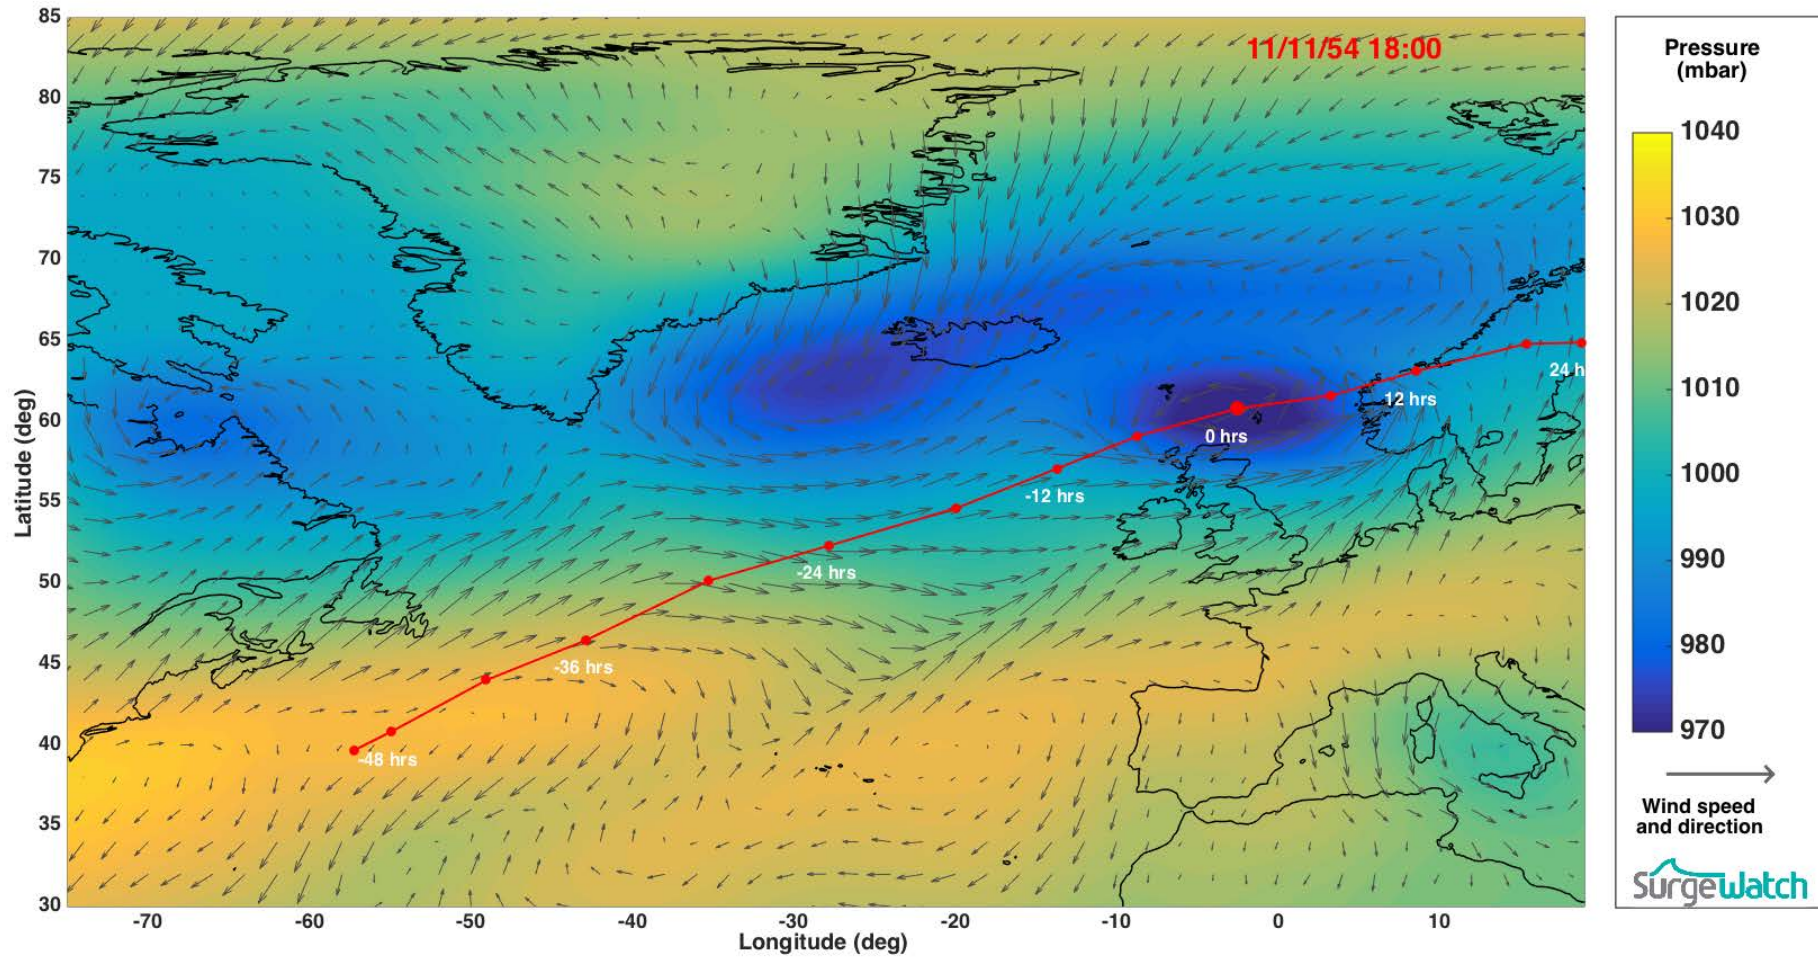 11/11/54 18:00
85
80
75
70
65
60
55
50
45
40
35
30
Latitude (deg)
-70
-60
-50
-40
-30
-20
-10
0
10
Longitude (deg)
-48 hrs
-36 hrs
-24 hrs
-12 hrs
0 hrs
12 hrs
24 h
Pressure
(mbar)
1040
1030
1020
1010
1000
990
980
970
Wind speed
and direction
SurgeWatch